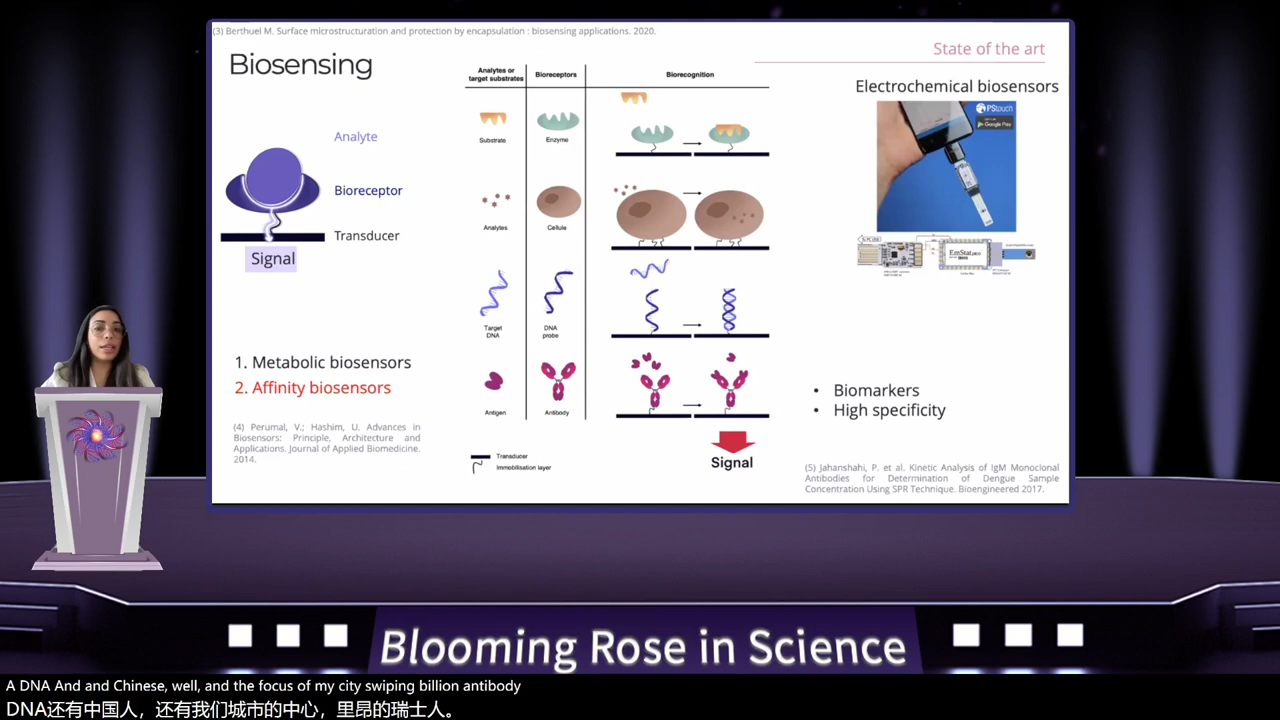 (3) Berthuel M. Surface microstructuration and protection by encapsulation : biosensing applications. 2020.
Biosensing
State of the art
Analyte
Bioreceptor
Transducer
Signal
1. Metabolic biosensors
2. Affinity biosensors
(4) Perumal, V.; Hashim, U. Advances in
Biosensors: Principle, Architecture and
Applications. Journal of Applied Biomedicine.
2014.
Analytes or
target substrates
Bioreceptors
Biorecognition
Substrate
Enzyme
Analytes
Cellule
Target
DNA
DNA
probe
Antigen
Antibody
Transducer
Immobilisation layer
Signal
Electrochemical biosensors
PStouch
Google Play
EmStat pico
• Biomarkers
• High specificity
(5) Jahanshahi, P. et al. Kinetic Analysis of IgM Monoclonal
Antibodies for Determination of Dengue Sample
Concentration Using SPR Technique. Bioengineered 2017.
Blooming Rose in Science
A DNA And and Chinese, well, and the focus of my city swiping billion antibody
DNA还有中国人，还有我们城市的中心，里昂的瑞士人。